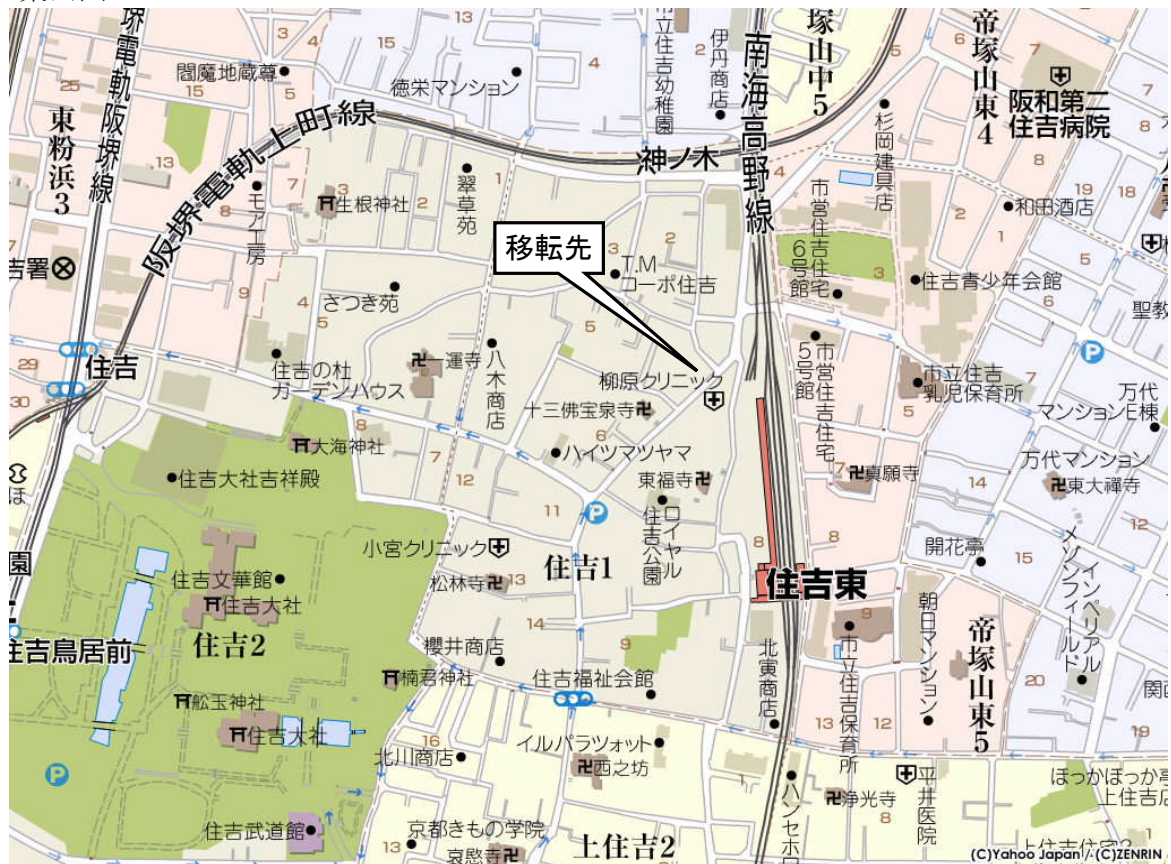 堺電軌阪堺線
東粉浜3
閻魔地蔵尊
徳栄マンション
市立住吉幼稚園
伊丹商店
南海高野線
塚山中5
帝塚山東4
阪和第二
住吉病院
杉岡建具店
阪堺電軌上町線
神ノ木
モア工房
生根神社
翠草苑
市営住吉住宅
6号館
和田酒店
吉署
移転先
T.M
コーポ住吉
住吉青少年会館
さつき苑
聖教
住吉
住吉の杜
ガーデンハウス
一運寺
八木商店
柳原クリニック
市営住吉住宅
5号館
市立住吉
乳児保育所
万代
マンションE棟
十三佛宝泉寺
大海神社
ハイツマツヤマ
住吉大社吉祥殿
東福寺
真願寺
万代マンション
東大禅寺
ほ
ロイヤル
住吉公園
小宮クリニック
住吉1
開花亭
メゾンフィールド
インペリアル
園
住吉文華館
松林寺
住吉東
住吉大社
住吉2
住吉鳥居前
櫻井商店
楠君神社
住吉福祉会館
北寅商店
市立住吉保育所
朝日マンション
帝塚山東5
関西
舩玉神社
住吉大社
北川商店
イルパラツォット
西之坊
ハンセホ
浄光寺
平井医院
ほっかほっか亭
上住吉店
住吉武道館
京都きもの学院
哀愍寺
上住吉2
上住吉住宅2
(C)Yahoo Japan / (C)ZENRIN